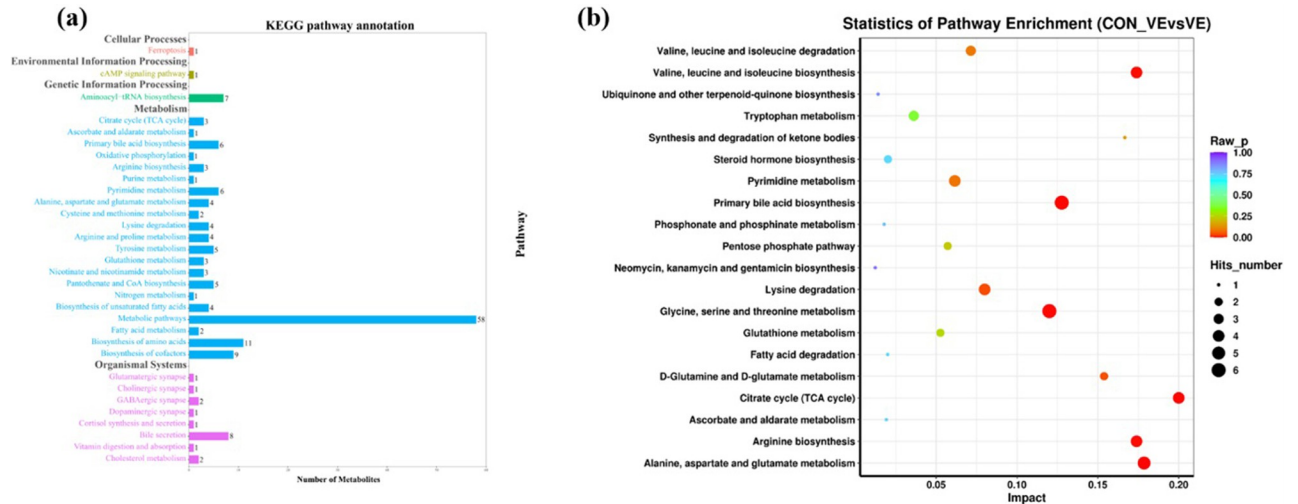 (a)
KEGG pathway annotation
Cellular Processes
Ferroptosis 1
Environmental Information Processing
cAMP signaling pathway 1
Genetic Information Processing
Aminoacyl-tRNA biosynthesis 7
Metabolism
Citrate cycle (TCA cycle) 3
Ascorbate and aldarate metabolism 1
Primary bile acid biosynthesis 6
Oxidative phosphorylation 1
Arginine biosynthesis 3
Purine metabolism 1
Pyrimidine metabolism 6
Alanine, aspartate and glutamate metabolism 4
Cysteine and methionine metabolism 2
Lysine degradation 4
Arginine and proline metabolism 4
Tyrosine metabolism 5
Glutathione metabolism 3
Nicotinate and nicotinamide metabolism 3
Pantothenate and CoA biosynthesis 5
Nitrogen metabolism 1
Biosynthesis of unsaturated fatty acids 4
Metabolic pathways 58
Fatty acid metabolism 2
Biosynthesis of amino acids 11
Biosynthesis of cofactors 9
Organismal Systems
Glutamatergic synapse 1
Cholinergic synapse 1
GABAergic synapse 2
Dopaminergic synapse 1
Cortisol synthesis and secretion 1
Bile secretion 8
Vitamin digestion and absorption 1
Cholesterol metabolism 2
Number of Metabolites
(b)
Statistics of Pathway Enrichment (CON_VEvsVE)
Pathway
Valine, leucine and isoleucine degradation
Valine, leucine and isoleucine biosynthesis
Ubiquinone and other terpenoid-quinone biosynthesis
Tryptophan metabolism
Synthesis and degradation of ketone bodies
Steroid hormone biosynthesis
Pyrimidine metabolism
Primary bile acid biosynthesis
Phosphonate and phosphinate metabolism
Pentose phosphate pathway
Neomycin, kanamycin and gentamicin biosynthesis
Lysine degradation
Glycine, serine and threonine metabolism
Glutathione metabolism
Fatty acid degradation
D-Glutamine and D-glutamate metabolism
Citrate cycle (TCA cycle)
Ascorbate and aldarate metabolism
Arginine biosynthesis
Alanine, aspartate and glutamate metabolism
0.05 0.10 0.15 0.20
Impact
Raw_p
1.00
0.75
0.50
0.25
0.00
Hits_number
1
2
3
4
5
6